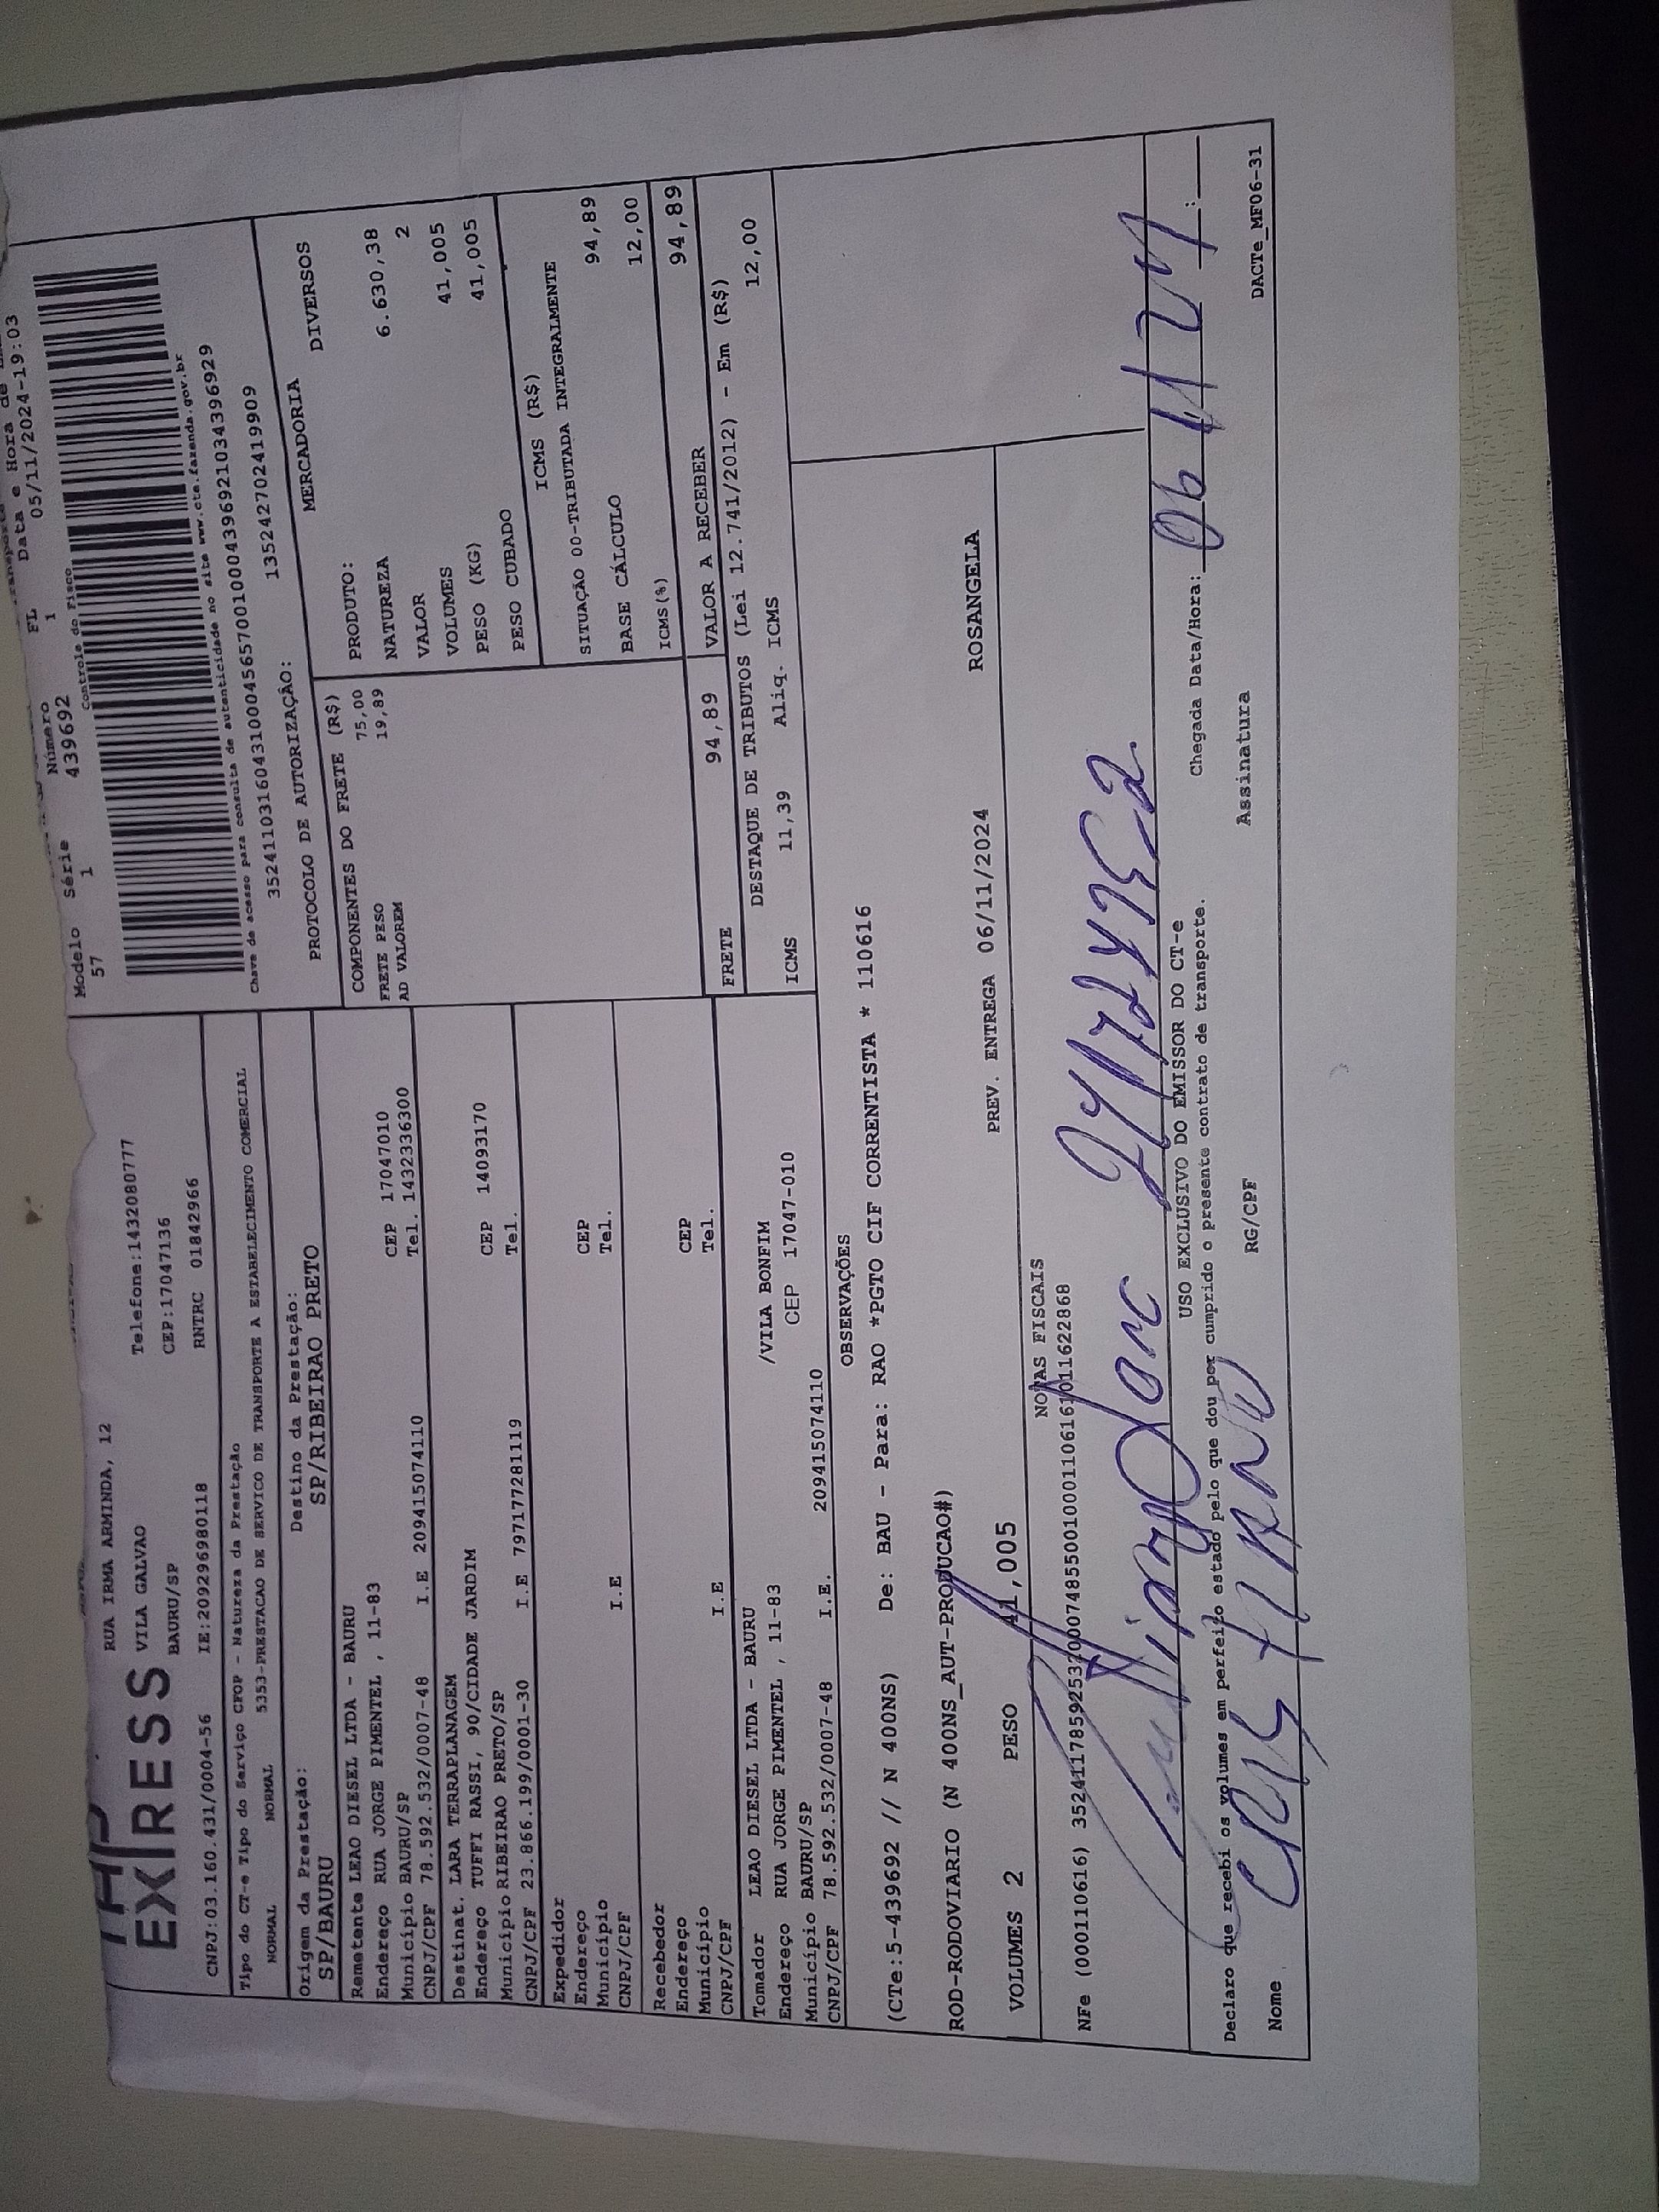 EXPRESS
RUA IRMA ARMINDA, 12
VILA GALVAO
Telefone:1432080777
BAURU/SP
CEP:17047136
CNPJ:03.160.431/0004-56 IE:209296980118 RNTRC 01842966
Tipo do CT-e Tipo do Serviço CFOP - Natureza da Prestação
NORMAL NORMAL 5353-PRESTACAO DE SERVICO DE TRANSPORTE A ESTABELECIMENTO COMERCIAL
Origem da Prestação: Destino da Prestação:
SP/BAURU SP/RIBEIRAO PRETO
Remetente LEAO DIESEL LTDA - BAURU
Endereço RUA JORGE PIMENTEL , 11-83 CEP 17047010
Município BAURU/SP Tel. 1432336300
CNPJ/CPF 78.592.532/0007-48 I.E 209415074110
Destinat. LARA TERRAPLANAGEM
Endereço TUFFI RASSI, 90/CIDADE JARDIM CEP 14093170
Município RIBEIRAO PRETO/SP Tel.
CNPJ/CPF 23.866.199/0001-30 I.E 797177281119
Expedidor
Endereço CEP
Município Tel.
CNPJ/CPF I.E
Recebedor
Endereço CEP
Município Tel.
CNPJ/CPF I.E
Tomador LEAO DIESEL LTDA - BAURU
Endereço RUA JORGE PIMENTEL , 11-83 /VILA BONFIM
Município BAURU/SP CEP 17047-010
CNPJ/CPF 78.592.532/0007-48 I.E. 209415074110
Modelo Série Número FL Data e Hora de
57 1 439692 1 05/11/2024-19:03
Controle do Fisco
Chave de acesso para consulta de autenticidade no site www.cte.fazenda.gov.br
35241103160431000456570010004396921034396929
PROTOCOLO DE AUTORIZAÇÃO: 1352427702419909
COMPONENTES DO FRETE (R$)
FRETE PESO 75,00
AD VALOREM 19,89
MERCADORIA
PRODUTO: DIVERSOS
NATUREZA
VALOR 6.630,38
VOLUMES 2
PESO (KG) 41,005
PESO CUBADO 41,005
ICMS (R$)
SITUAÇÃO 00-TRIBUTADA INTEGRALMENTE
BASE CÁLCULO 94,89
ICMS(%) 12,00
FRETE 94,89 VALOR A RECEBER 94,89
DESTAQUE DE TRIBUTOS (Lei 12.741/2012) - Em (R$)
ICMS 11,39 Aliq. ICMS 12,00
OBSERVAÇÕES
(CTe:5-439692 // N 400NS) De: BAU - Para: RAO *PGTO CIF CORRENTISTA * 110616
ROD-RODOVIARIO (N 400NS_AUT-PRODUCAO#)
PREV. ENTREGA 06/11/2024 ROSANGELA
VOLUMES 2 PESO 41,005
NOTAS FISCAIS
NFe (000110616) 35241178592532000748550010001106161011622868
USO EXCLUSIVO DO EMISSOR DO CT-e
Declaro que recebi os volumes em perfeito estado pelo que dou por cumprido o presente contrato de transporte.
Chegada Data/Hora: 06/11/24 :
Nome CRISTIANO RG/CPF Assinatura
DACTe_MF06-31